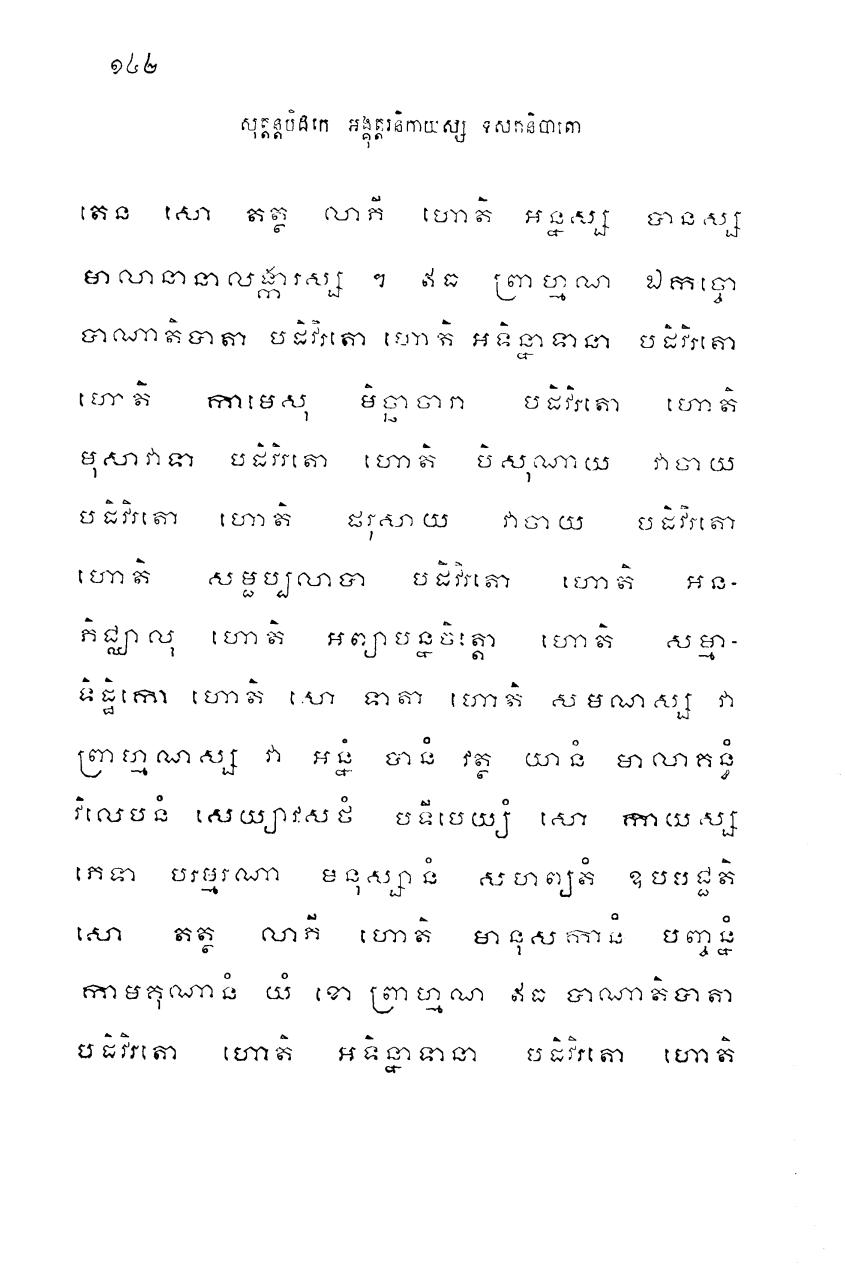 ១៤២
សុត្តន្តបិដកេ អង្គុត្តរនិកាយស្ស ទសកនិបាតោ
តេន សោ តត្ថ លាភី ហោតិ អន្នស្ស បានស្ស
មាលានានាលង្ការស្ស ។ ឥធ ព្រាហ្មណ ឯកច្ចោ
បាណាតិបាតា បដិវិរតោ ហោតិ អទិន្នាទានា បដិវិរតោ
ហោតិ កាមេសុ មិច្ឆាចារា បដិវិរតោ ហោតិ
មុសាវាទា បដិវិរតោ ហោតិ បិសុណាយ វាចាយ
បដិវិរតោ ហោតិ ផរុសាយ វាចាយ បដិវិរតោ
ហោតិ សម្ផប្បលាបា បដិវិរតោ ហោតិ អន-
ភិជ្ឈាលុ ហោតិ អព្យាបន្នចិត្តោ ហោតិ សម្មា-
ទិដ្ឋិកោ ហោតិ សោ ទាតា ហោតិ សមណស្ស វា
ព្រាហ្មណស្ស វា អន្នំ បានំ វត្ថ យានំ មាលាគន្ធំ
វិលេបនំ សេយ្យាវសថំ បទីបេយ្យំ សោ កាយស្ស
ភេទា បរម្មរណា មនុស្សានំ សហព្យតំ ឧបបជ្ជតិ
សោ តត្ថ លាភី ហោតិ មានុសកានំ បញ្ចន្នំ
កាមគុណានំ យំ ខោ ព្រាហ្មណ ឥធ បាណាតិបាតា
បដិវិរតោ ហោតិ អទិន្នាទានា បដិវិរតោ ហោតិ